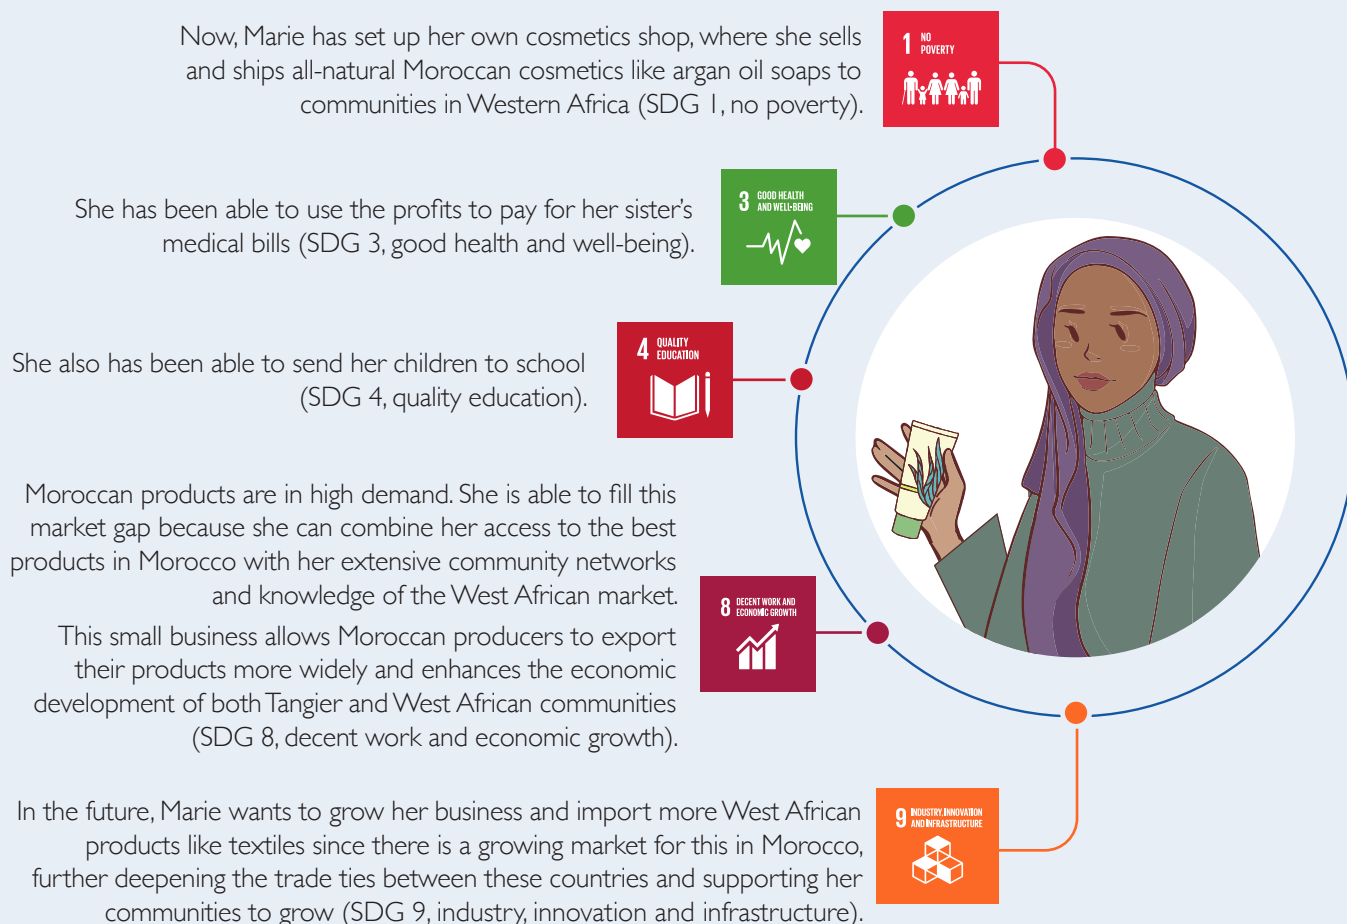 Now, Marie has set up her own cosmetics shop, where she sells
and ships all-natural Moroccan cosmetics like argan oil soaps to
communities in Western Africa (SDG 1, no poverty).
1 NO
POVERTY
She has been able to use the profits to pay for her sister's
medical bills (SDG 3, good health and well-being).
3 GOOD HEALTH
AND WELL-BEING
She also has been able to send her children to school
(SDG 4, quality education).
4 QUALITY
EDUCATION
Moroccan products are in high demand. She is able to fill this
market gap because she can combine her access to the best
products in Morocco with her extensive community networks
and knowledge of the West African market.
This small business allows Moroccan producers to export
their products more widely and enhances the economic
development of both Tangier and West African communities
(SDG 8, decent work and economic growth).
8 DECENT WORK AND
ECONOMIC GROWTH
In the future, Marie wants to grow her business and import more West African
products like textiles since there is a growing market for this in Morocco,
further deepening the trade ties between these countries and supporting her
communities to grow (SDG 9, industry, innovation and infrastructure).
9 INDUSTRY, INNOVATION
AND INFRASTRUCTURE